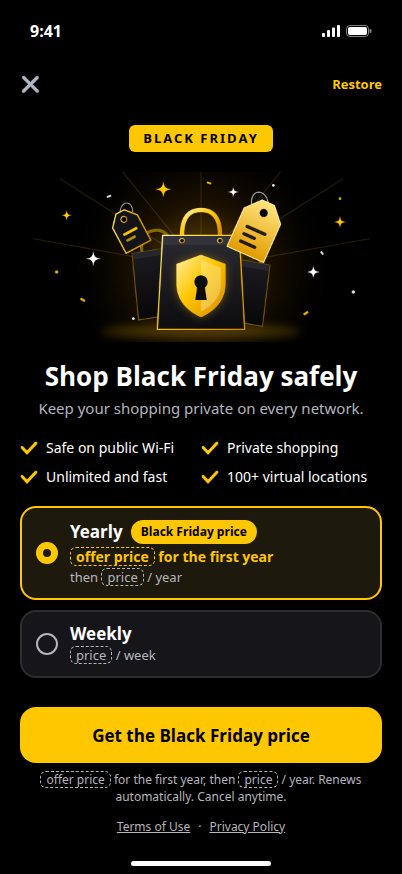 9:41
Restore
BLACK FRIDAY
Shop Black Friday safely
Keep your shopping private on every network.
Safe on public Wi-Fi
Private shopping
Unlimited and fast
100+ virtual locations
Yearly Black Friday price
offer price for the first year
then price / year
Weekly
price / week
Get the Black Friday price
offer price for the first year, then price / year. Renews
automatically. Cancel anytime.
Terms of Use · Privacy Policy